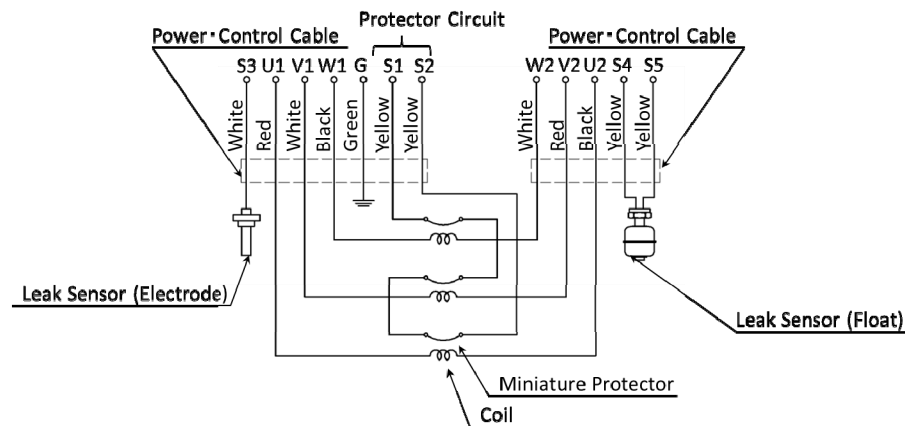 Protector Circuit
Power・Control Cable
Power・Control Cable
S3 U1 V1 W1 G S1 S2
W2 V2 U2 S4 S5
White Red White Black Green Yellow Yellow
White Red Black Yellow Yellow
Leak Sensor (Electrode)
Leak Sensor (Float)
Miniature Protector
Coil